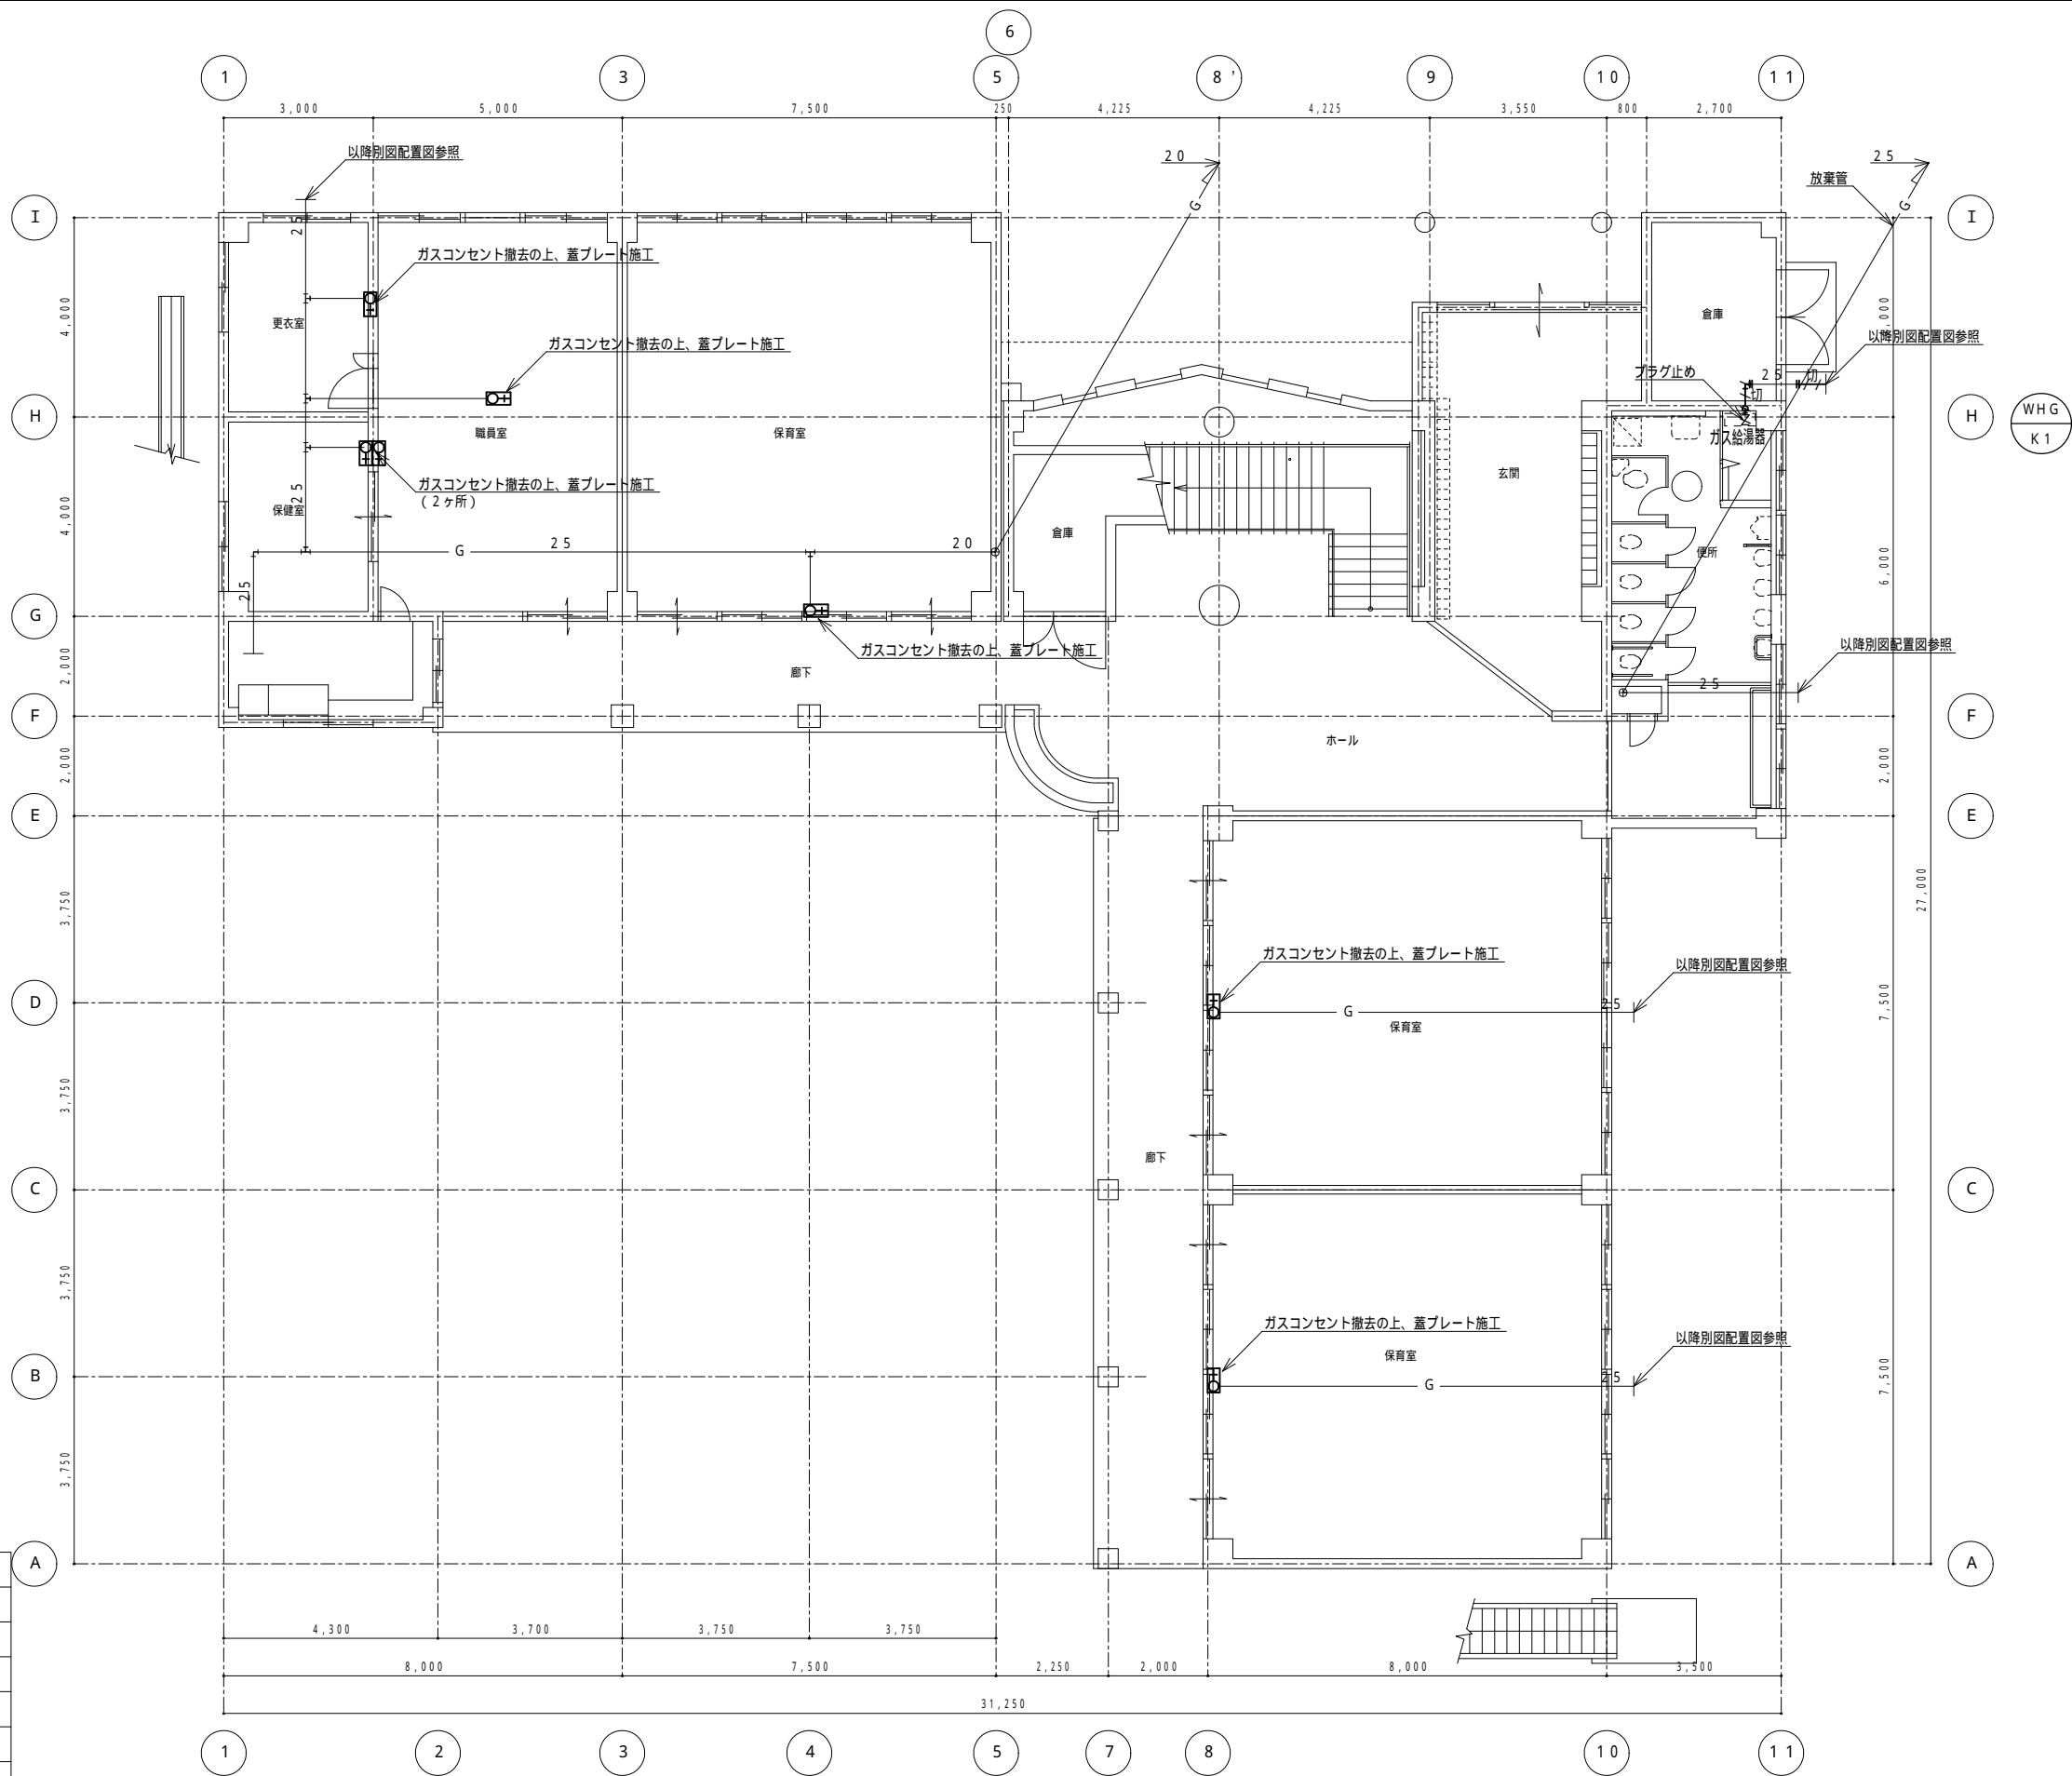 6
1
3
5
8'
9
10
11
3,000
5,000
7,500
250
4,225
4,225
3,550
800
2,700
以降別図配置図参照
20
25
放棄管
I
G
G
I
25
ガスコンセント撤去の上、蓋プレート施工
4,000
更衣室
倉庫
,000
以降別図配置図参照
ガスコンセント撤去の上、蓋プレート施工
プラグ止め
25
切
切
H
職員室
保育室
ガス給湯器
H
WHG
K1
ガスコンセント撤去の上、蓋プレート施工
(2ヶ所)
玄関
25
保健室
4,000
倉庫
便所
6,000
G
25
20
25
G
ガスコンセント撤去の上、蓋プレート施工
以降別図配置図参照
2,000
廊下
25
F
ホール
F
2,000
2,000
E
E
3,750
27,000
ガスコンセント撤去の上、蓋プレート施工
以降別図配置図参照
D
G
25
7,500
D
保育室
3,750
廊下
C
C
3,750
ガスコンセント撤去の上、蓋プレート施工
以降別図配置図参照
保育室
B
G
25
7,500
B
3,750
A
A
4,300
3,700
3,750
3,750
8,000
7,500
2,250
2,000
8,000
3,500
31,250
1
2
3
4
5
7
8
10
11